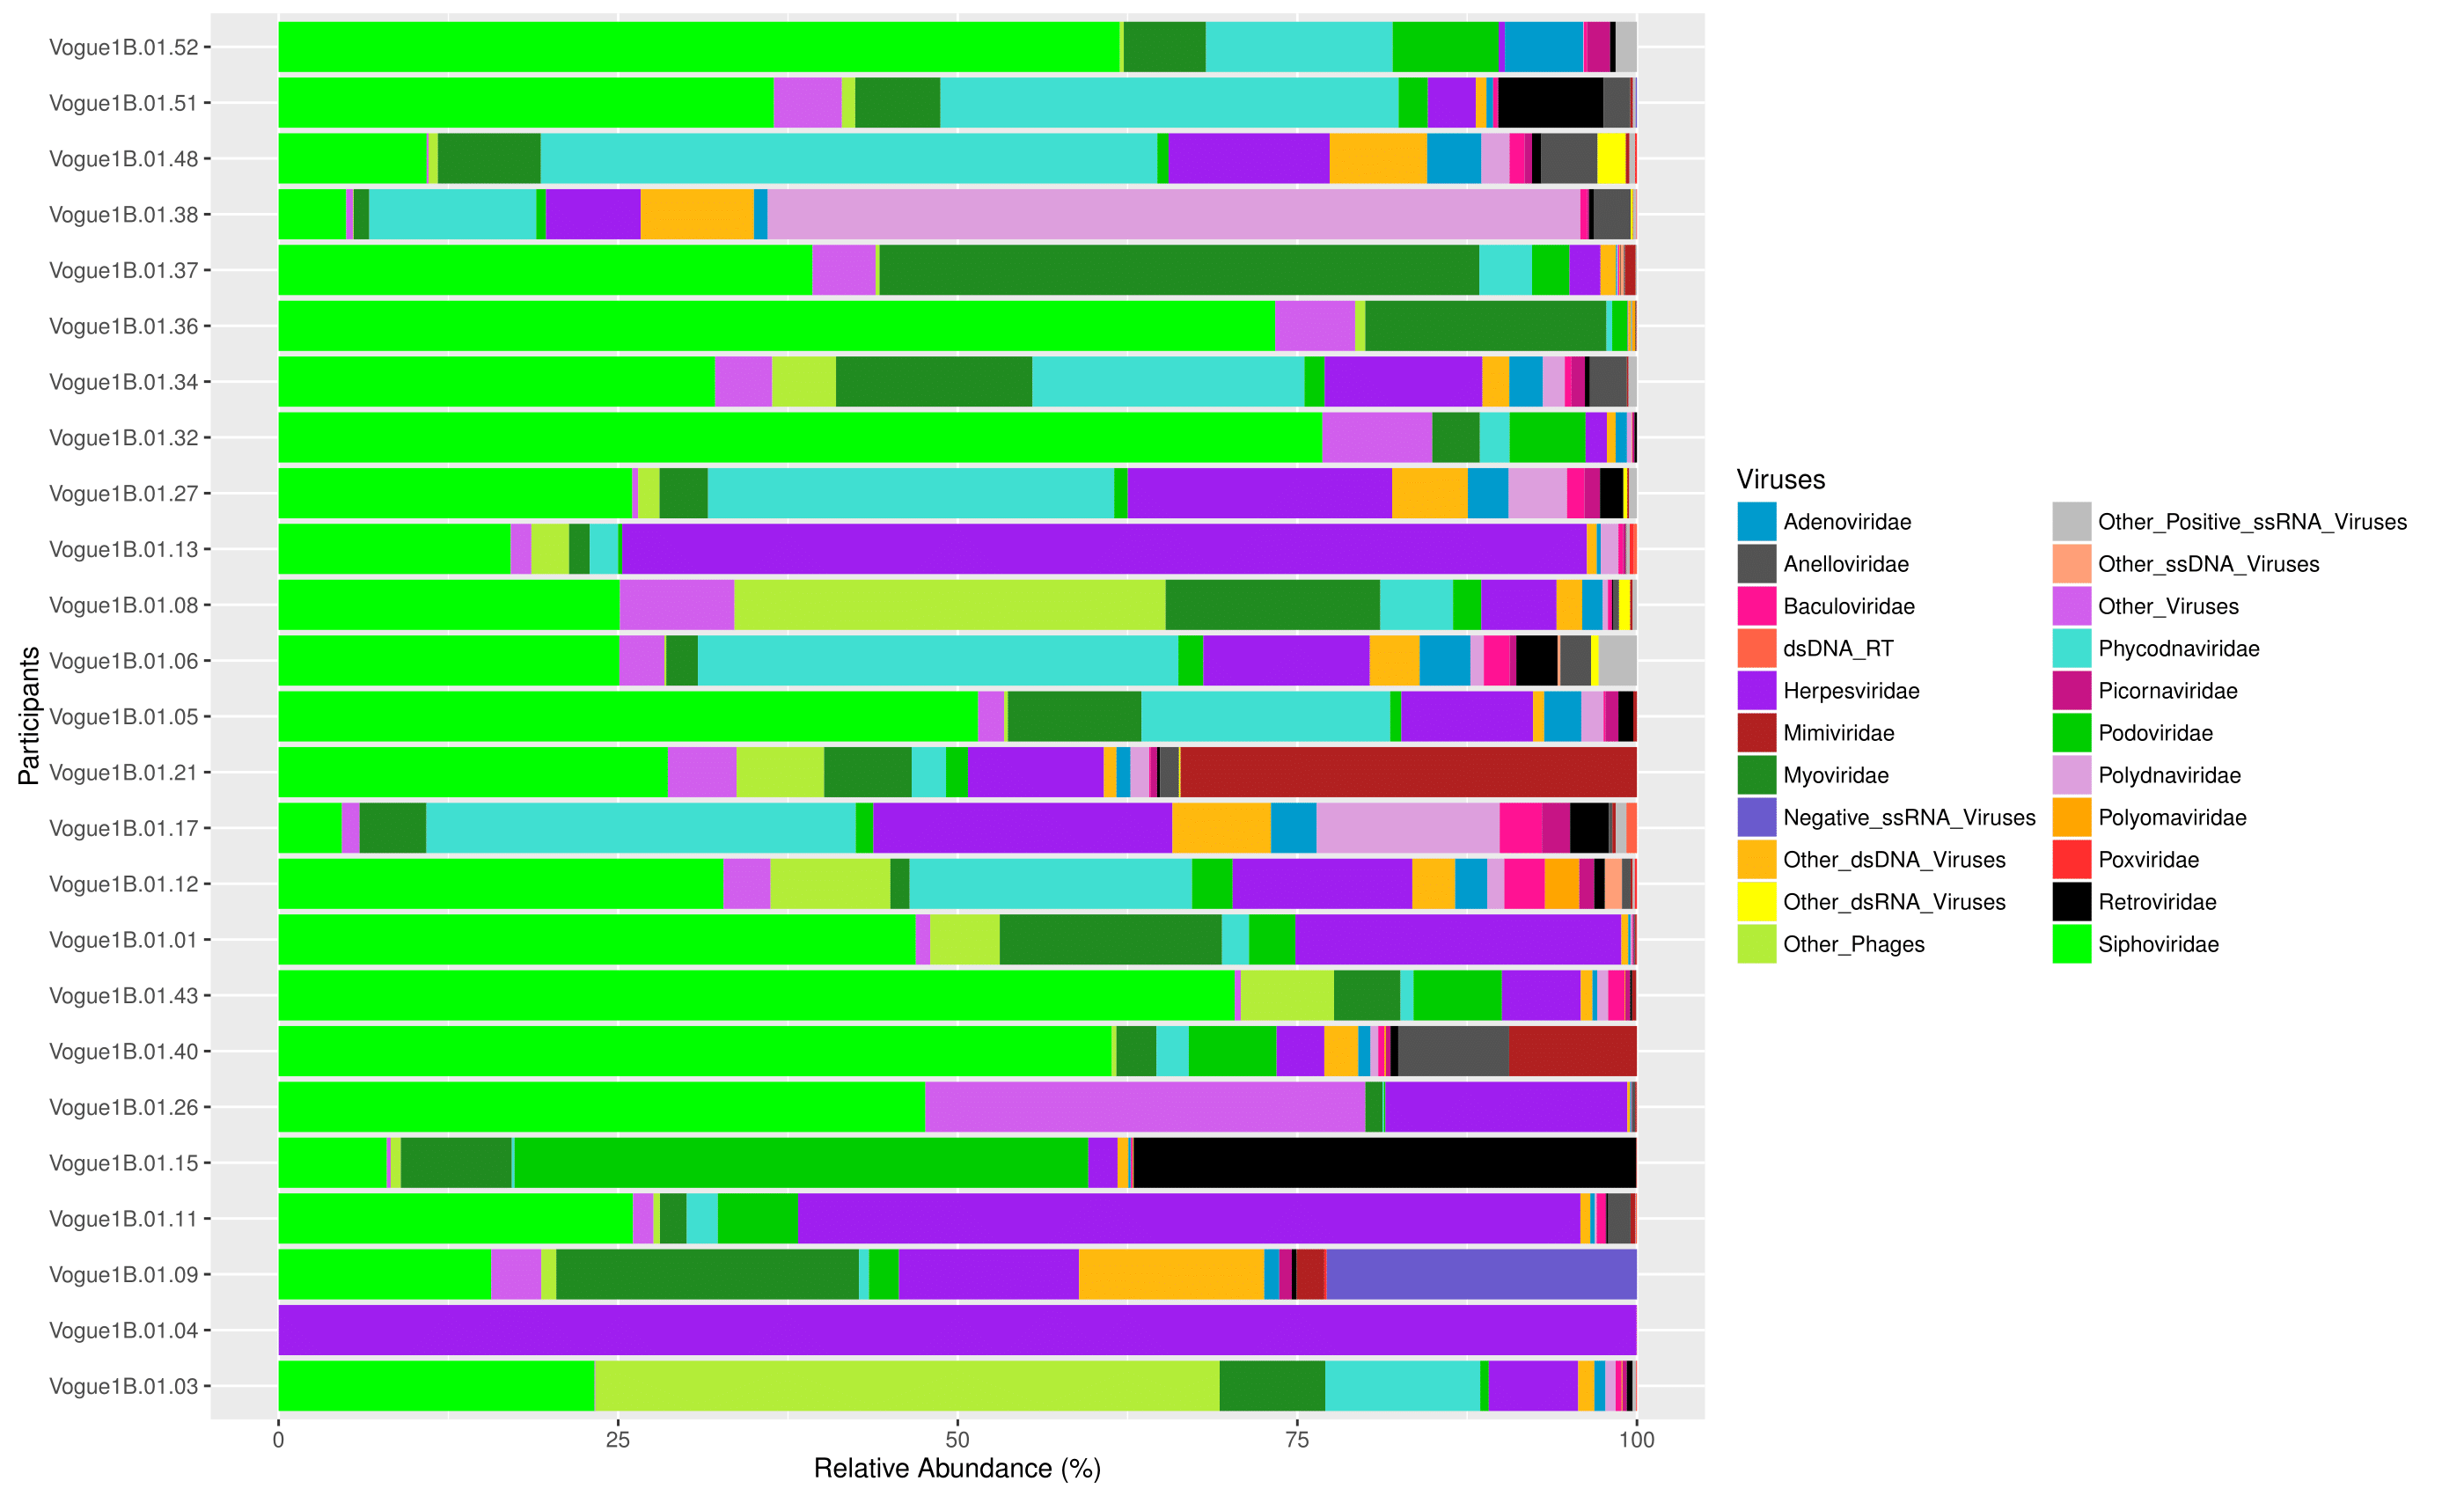 Participants
Vogue1B.01.52
Vogue1B.01.51
Vogue1B.01.48
Vogue1B.01.38
Vogue1B.01.37
Vogue1B.01.36
Vogue1B.01.34
Vogue1B.01.32
Vogue1B.01.27
Vogue1B.01.13
Vogue1B.01.08
Vogue1B.01.06
Vogue1B.01.05
Vogue1B.01.21
Vogue1B.01.17
Vogue1B.01.12
Vogue1B.01.01
Vogue1B.01.43
Vogue1B.01.40
Vogue1B.01.26
Vogue1B.01.15
Vogue1B.01.11
Vogue1B.01.09
Vogue1B.01.04
Vogue1B.01.03
0 25 50 75 100
Relative Abundance (%)
Viruses
Adenoviridae
Anelloviridae
Baculoviridae
dsDNA_RT
Herpesviridae
Mimiviridae
Myoviridae
Negative_ssRNA_Viruses
Other_dsDNA_Viruses
Other_dsRNA_Viruses
Other_Phages
Other_Positive_ssRNA_Viruses
Other_ssDNA_Viruses
Other_Viruses
Phycodnaviridae
Picornaviridae
Podoviridae
Polydnaviridae
Polyomaviridae
Poxviridae
Retroviridae
Siphoviridae